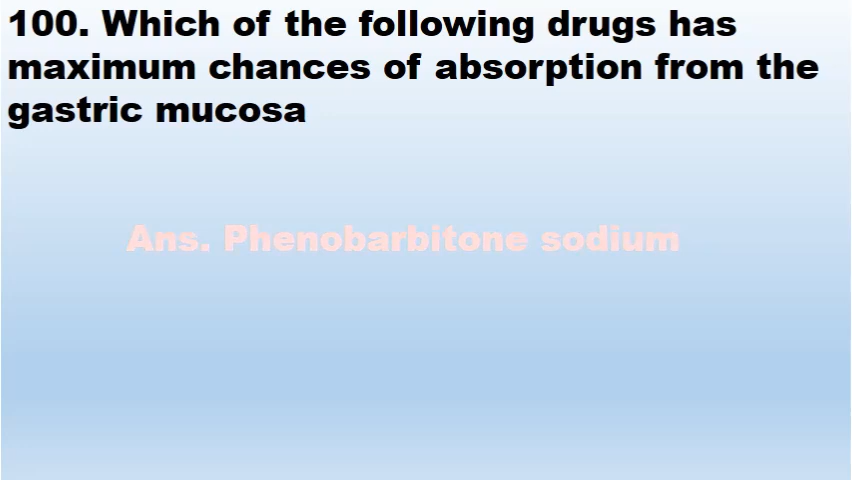 100. Which of the following drugs has
maximum chances of absorption from the
gastric mucosa
Ans. Phenobarbitone sodium